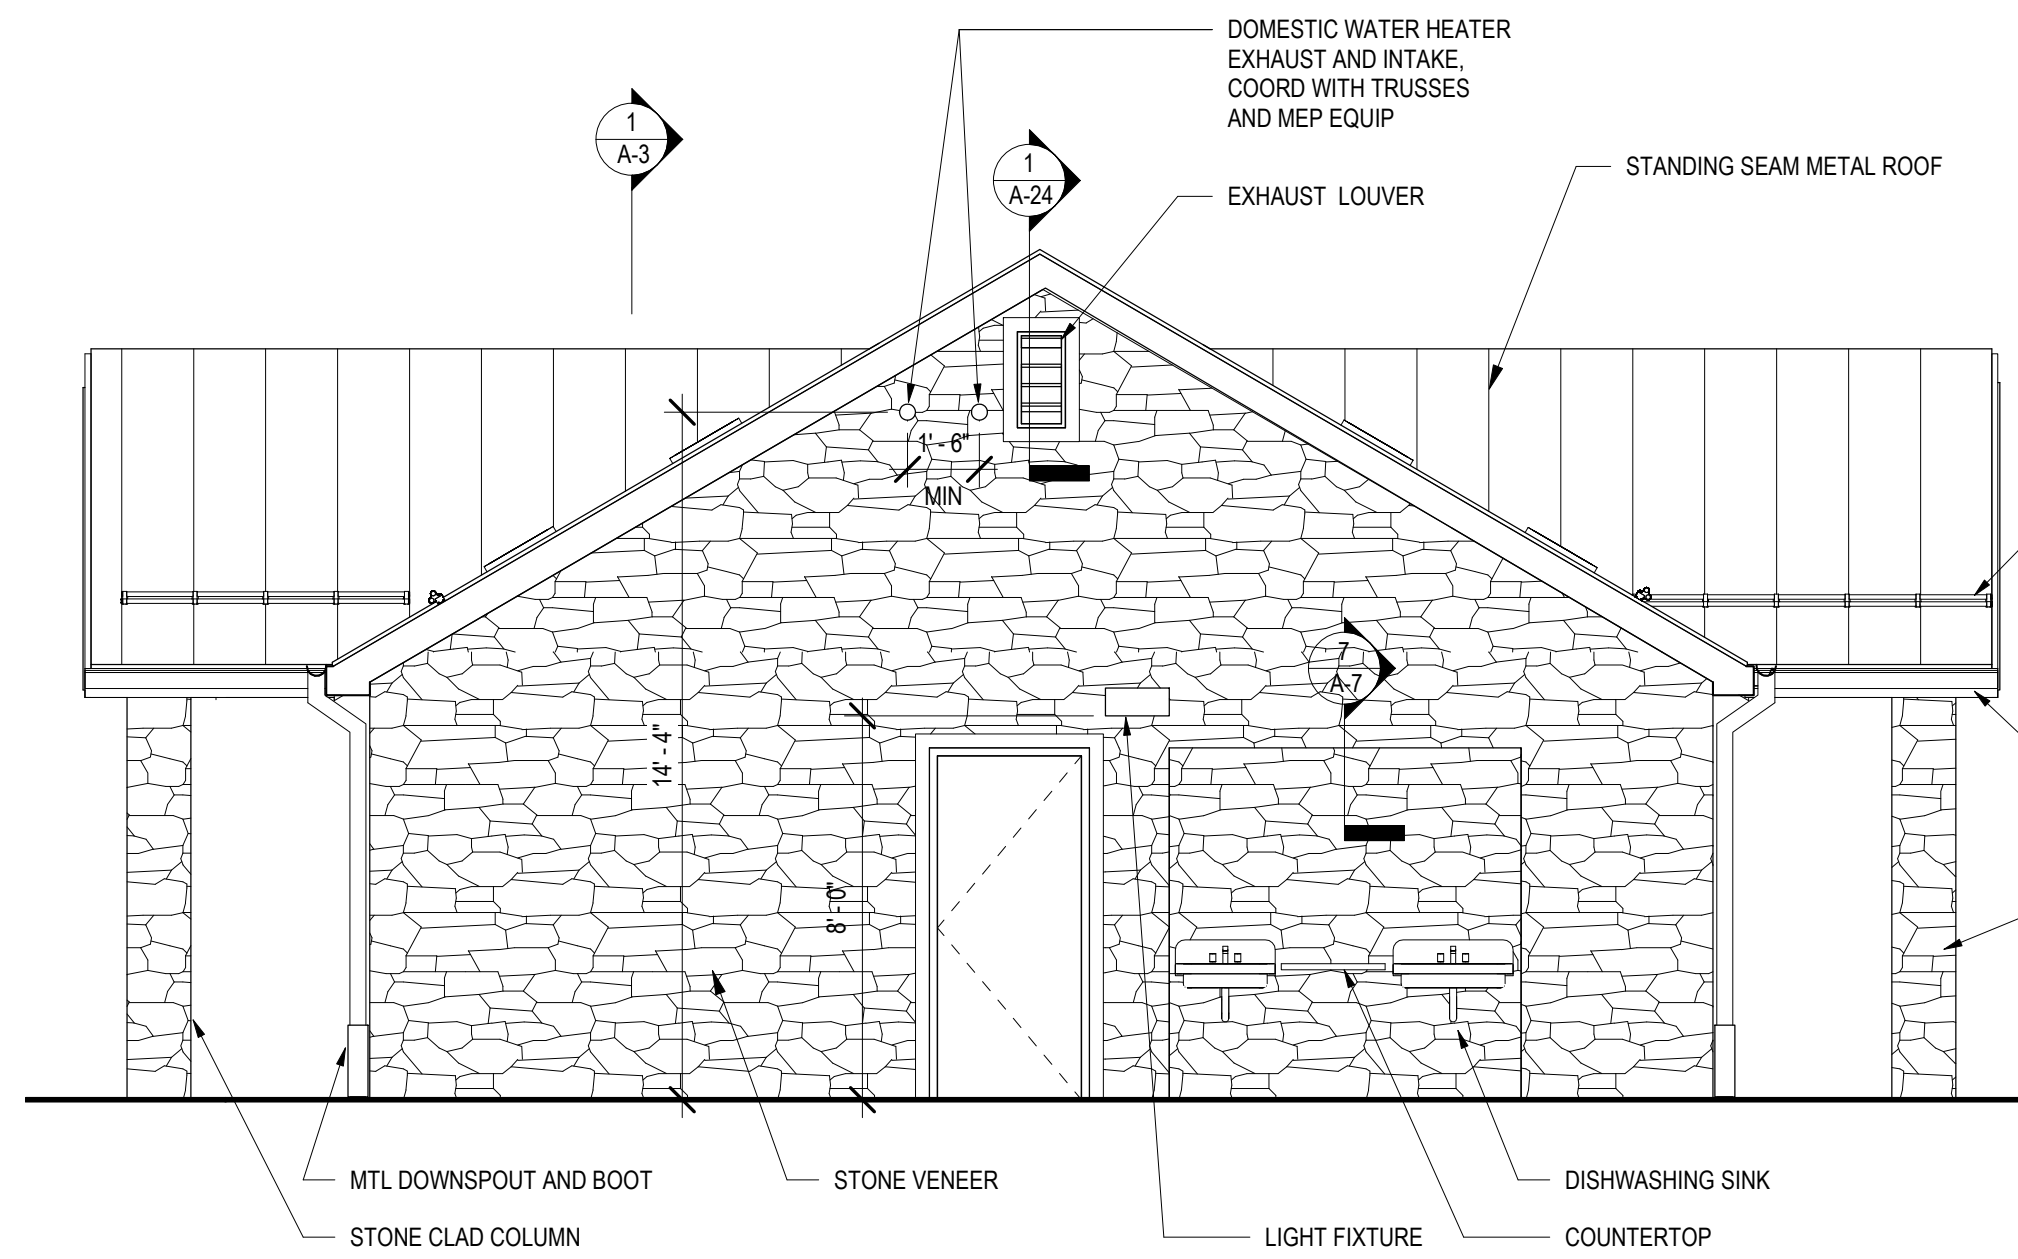 DOMESTIC WATER HEATER
EXHAUST AND INTAKE,
COORD WITH TRUSSES
AND MEP EQUIP
1
A-3
1
A-24
STANDING SEAM METAL ROOF
EXHAUST LOUVER
1' - 6"
MIN
7
A-7
14' - 4"
8' - 0"
MTL DOWNSPOUT AND BOOT
STONE VENEER
DISHWASHING SINK
STONE CLAD COLUMN
LIGHT FIXTURE
COUNTERTOP